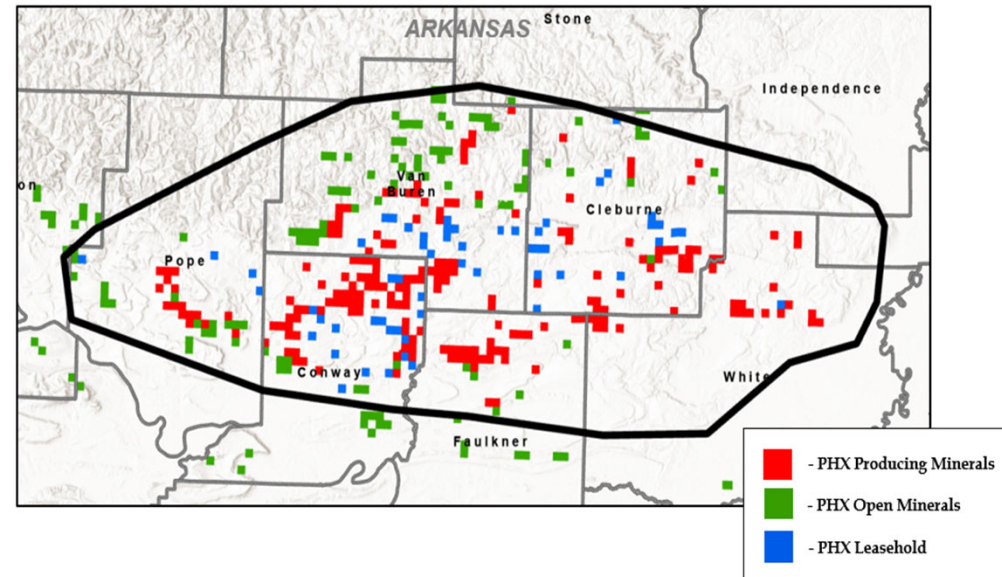 Stone
ARKANSAS
Independence
on
Van
Buren
Cleburne
Pope
Conway
White
Faulkner
- PHX Producing Minerals
- PHX Open Minerals
- PHX Leasehold